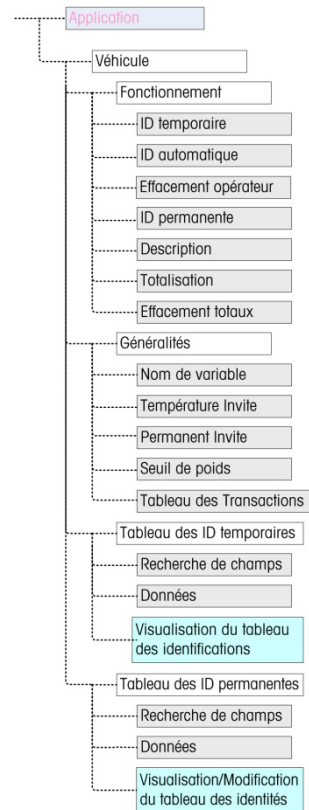 Application
Véhicule
Fonctionnement
ID temporaire
ID automatique
Effacement opérateur
ID permanente
Description
Totalisation
Effacement totaux
Généralités
Nom de variable
Température Invite
Permanent Invite
Seuil de poids
Tableau des Transactions
Tableau des ID temporaires
Recherche de champs
Données
Visualisation du tableau
des identifications
Tableau des ID permanentes
Recherche de champs
Données
Visualisation/Modification
du tableau des identités